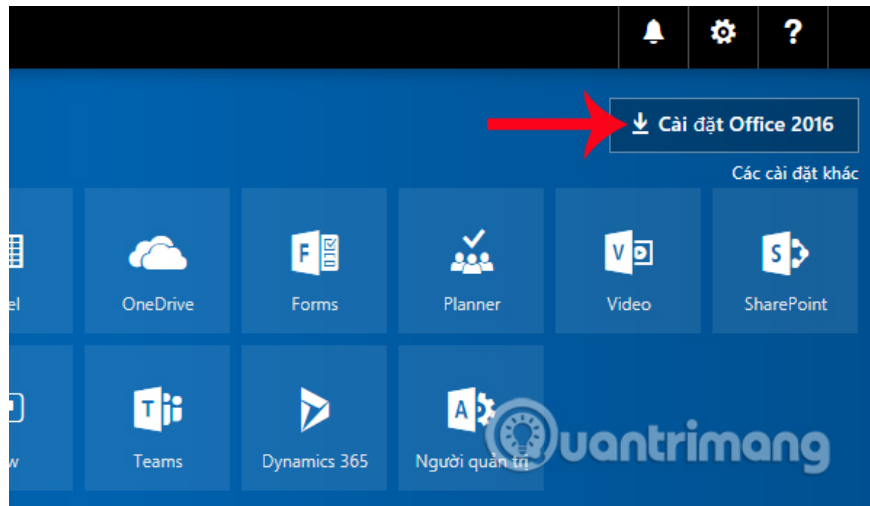 ?
Cài đặt Office 2016
Các cài đặt khác
el
OneDrive
Forms
Planner
Video
SharePoint
w
Teams
Dynamics 365
Người quản trị
Quantrimang